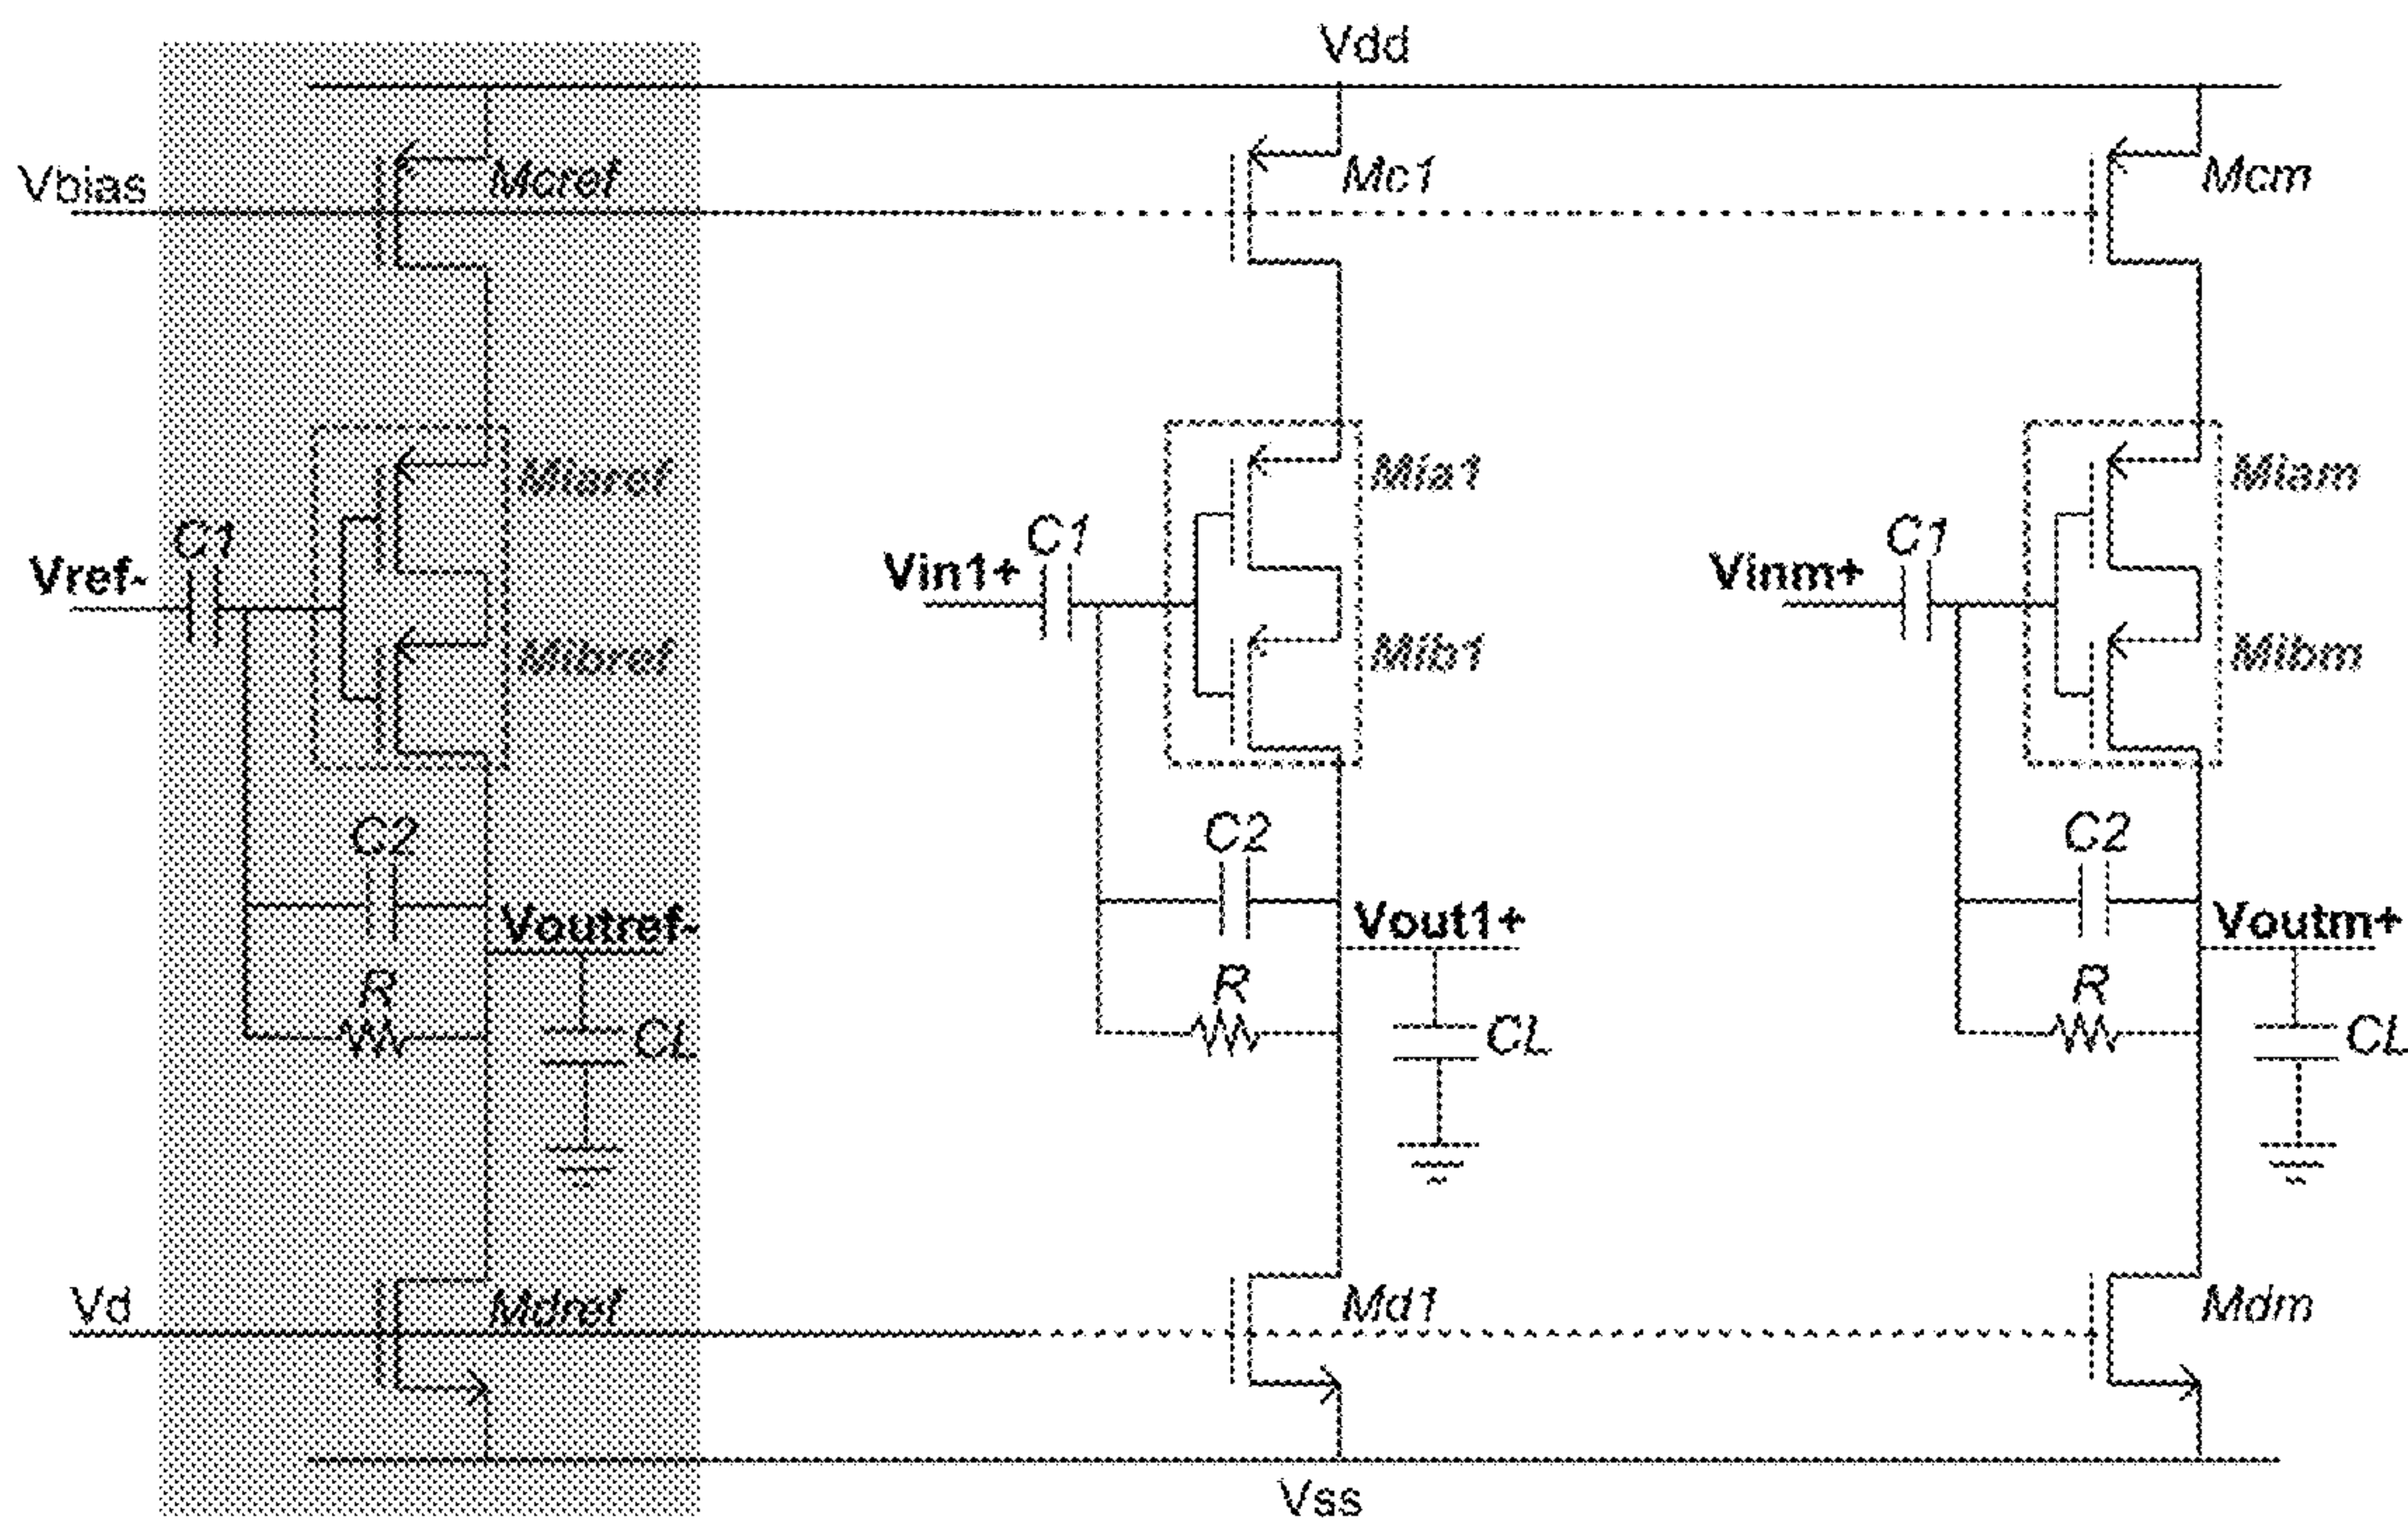 Vdd
Vbias
Mcref
Mc1
Mcm
Miaref
Mia1
Miam
C1
C1
C1
Vref-
Vin1+
Vinm+
Mibref
Mib1
Mibm
C2
C2
C2
Voutref-
Vout1+
Voutm+
R
R
R
CL
CL
CL
Vd
Mdref
Md1
Mdm
Vss